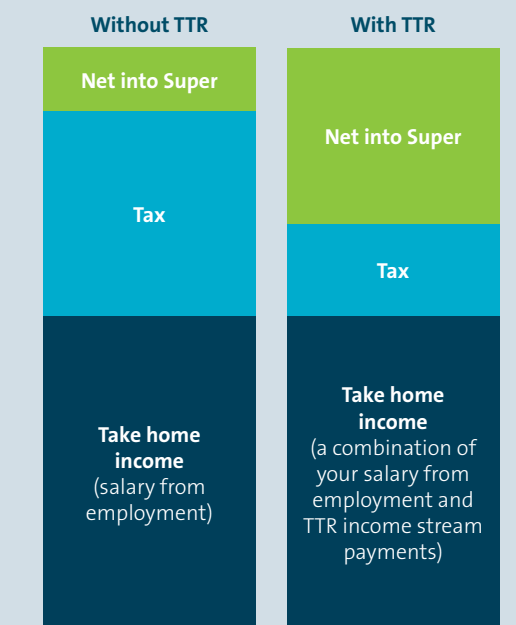 Without TTR
With TTR
Net into Super
Tax
Take home
income
(salary from
employment)
Net into Super
Tax
Take home
income
(a combination of
your salary from
employment and
TTR income stream
payments)